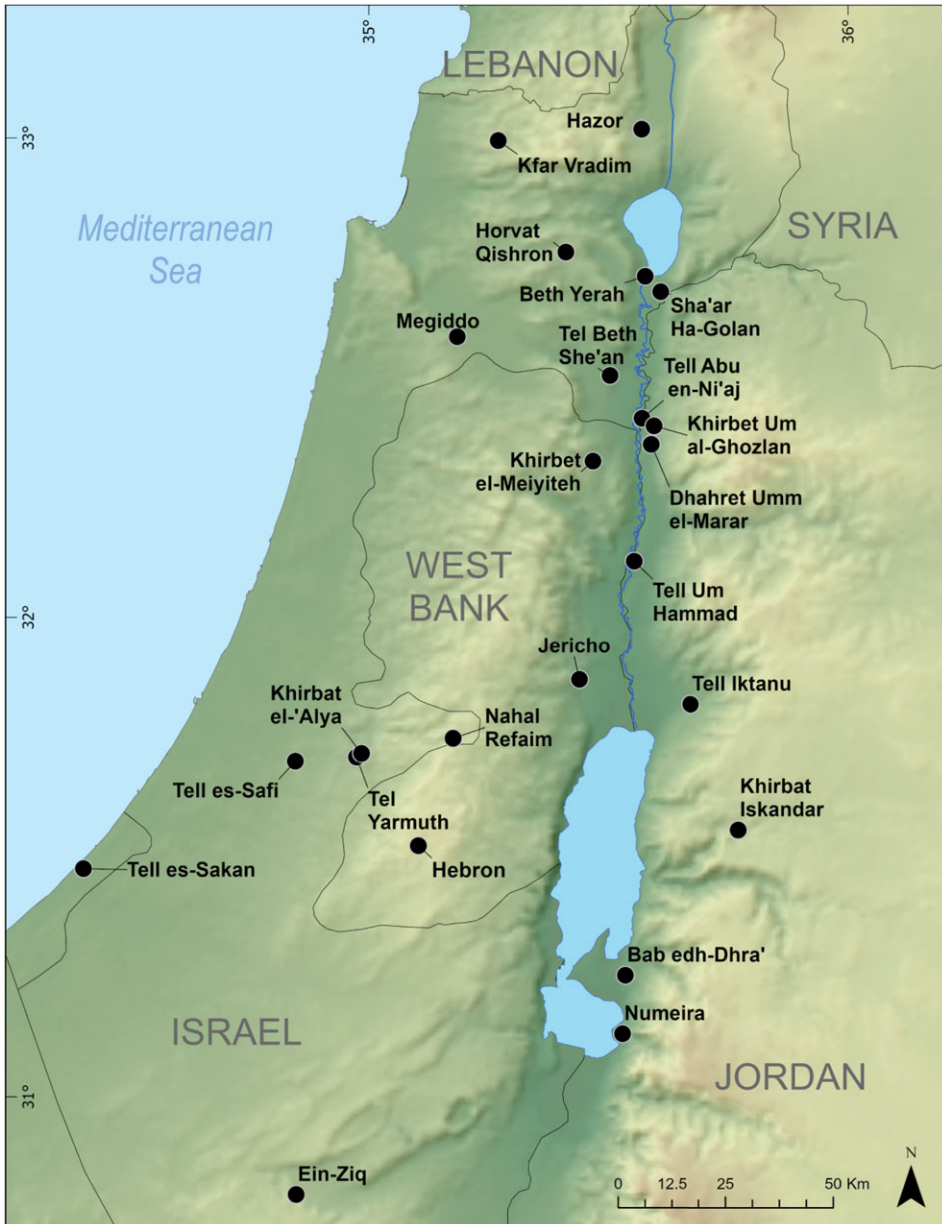 35°
36°
LEBANON
Hazor
33°
Kfar Vradim
Mediterranean
Sea
SYRIA
Horvat
Qishron
Beth Yerah
Sha'ar
Ha-Golan
Megiddo
Tel Beth
She'an
Tell Abu
en-Ni'aj
Khirbet Um
al-Ghozlan
Khirbet
el-Meiyiteh
Dhahret Umm
el-Marar
WEST
BANK
Tell Um
Hammad
32°
Jericho
Tell Iktanu
Khirbat
el-'Alya
Nahal
Refaim
Tell es-Safi
Tel
Yarmuth
Khirbat
Iskandar
Tell es-Sakan
Hebron
Bab edh-Dhra'
Numeira
ISRAEL
JORDAN
31°
Ein-Ziq
N
0 12.5 25 50 Km